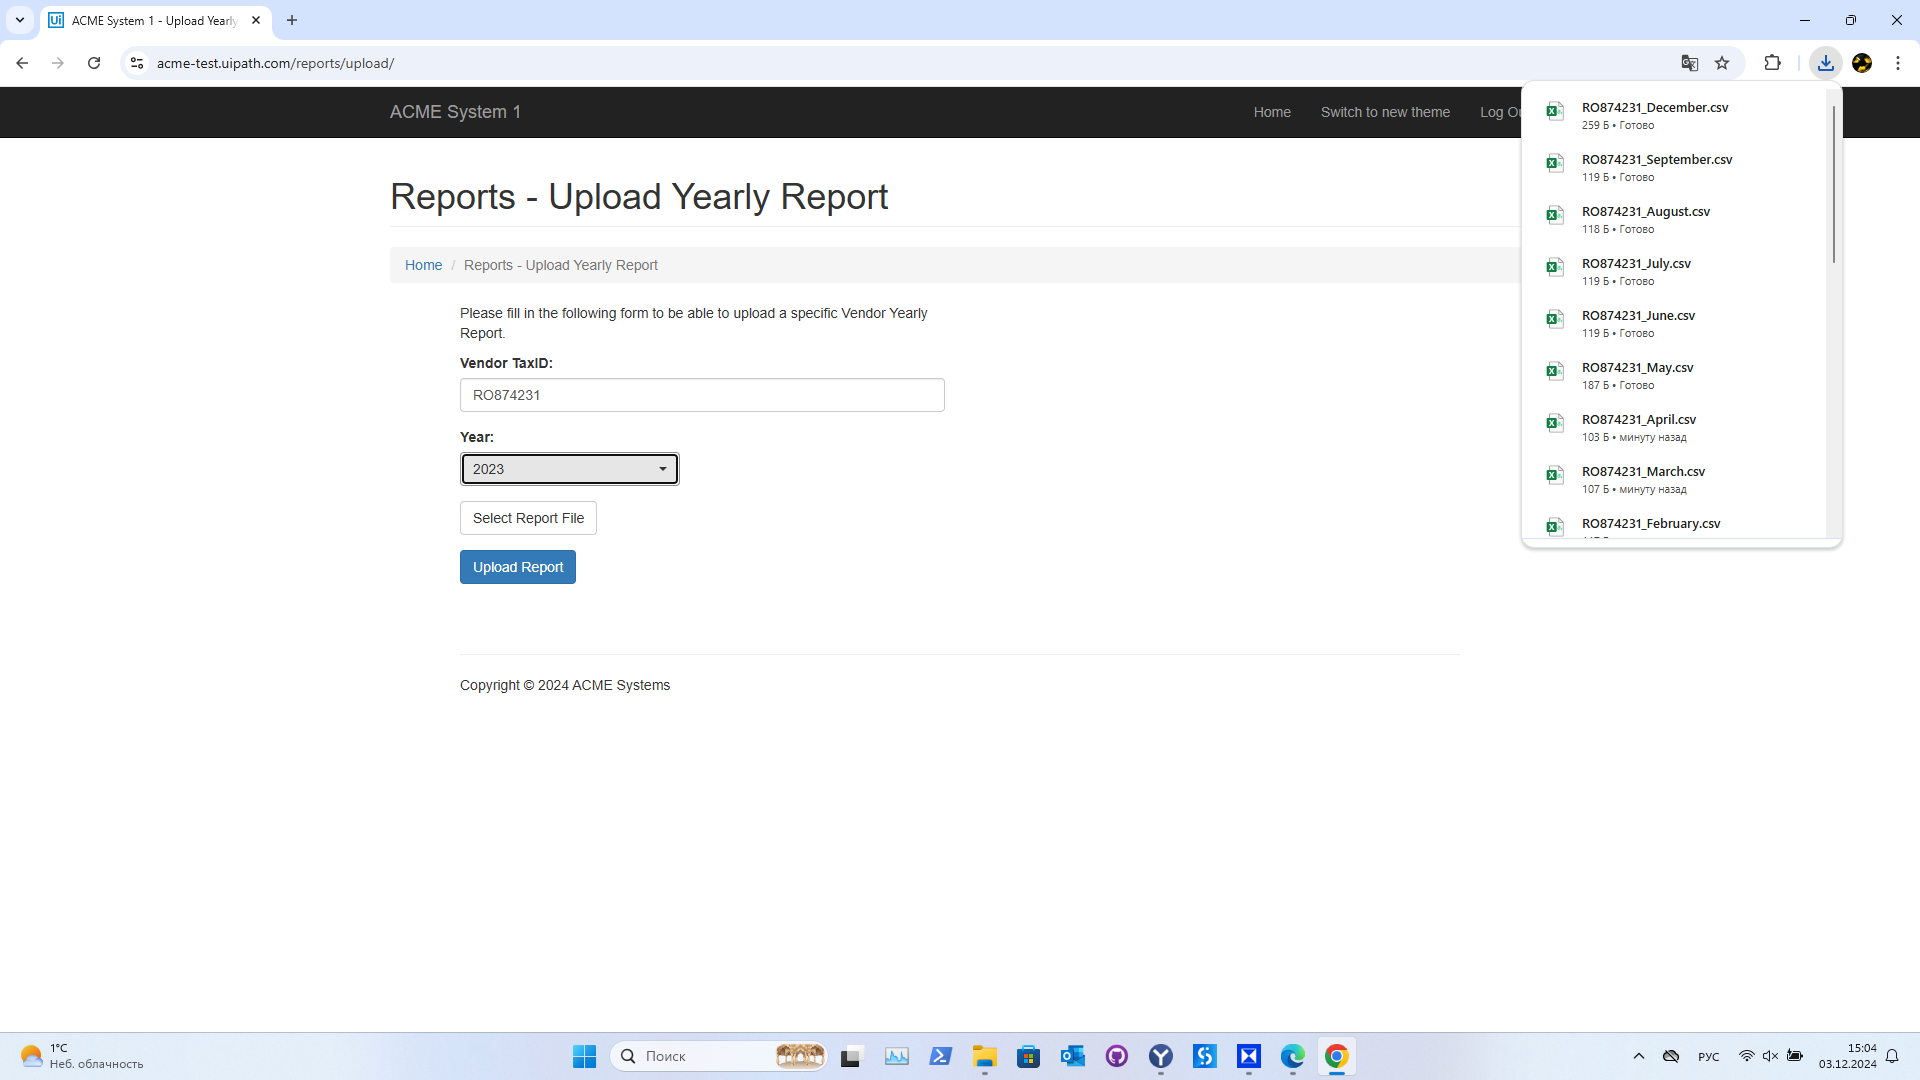 ACME System 1 - Upload Yearly
acme-test.uipath.com/reports/upload/
ACME System 1
Home
Switch to new theme
Log Ou
RO874231_December.csv
259 Б • Готово
RO874231_September.csv
119 Б • Готово
RO874231_August.csv
118 Б • Готово
RO874231_July.csv
119 Б • Готово
RO874231_June.csv
119 Б • Готово
RO874231_May.csv
187 Б • Готово
RO874231_April.csv
103 Б • минуту назад
RO874231_March.csv
107 Б • минуту назад
RO874231_February.csv
Reports - Upload Yearly Report
Home / Reports - Upload Yearly Report
Please fill in the following form to be able to upload a specific Vendor Yearly
Report.
Vendor TaxID:
RO874231
Year:
2023
Select Report File
Upload Report
Copyright © 2024 ACME Systems
1°C
Неб. облачность
Поиск
РУС
15:04
03.12.2024